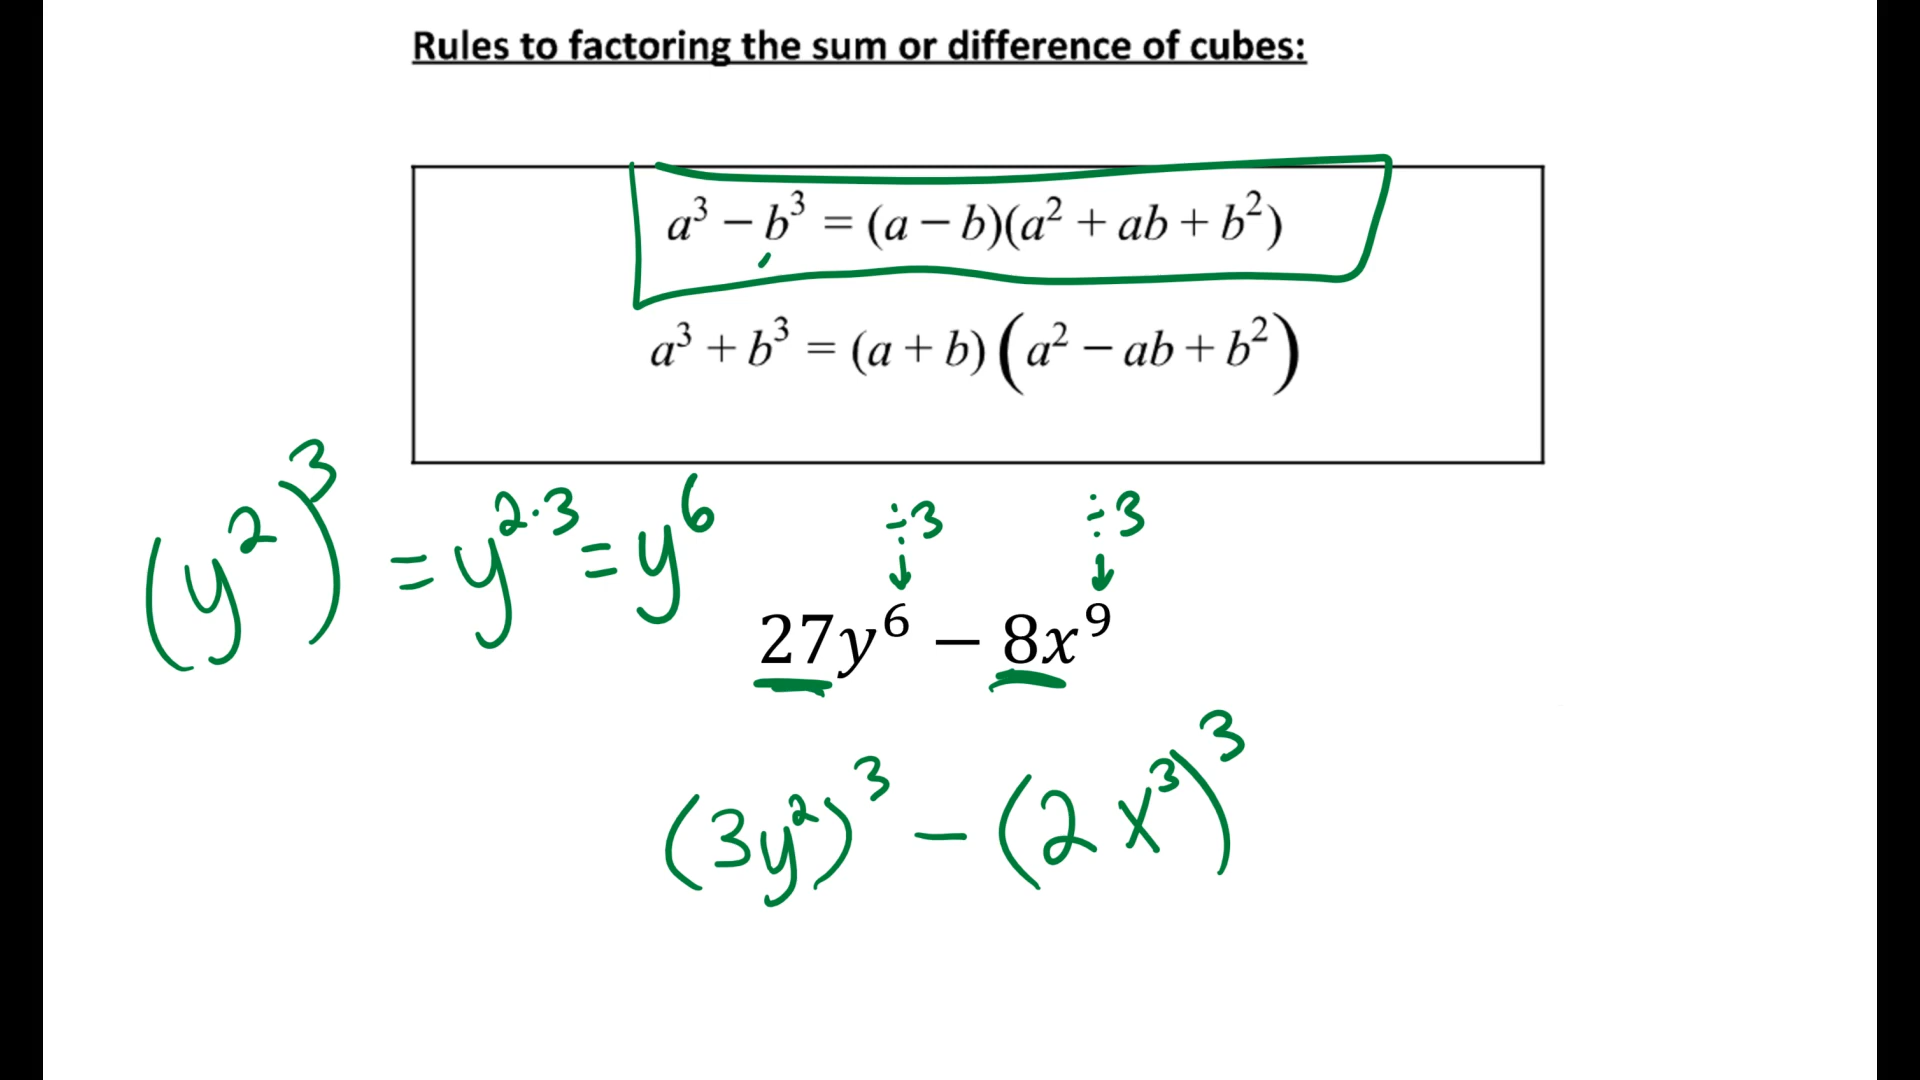 Rules to factoring the sum or difference of cubes:
a³ − b³ = (a − b)(a² + ab + b²)
a³ + b³ = (a + b)(a² − ab + b²)
(y²)³ = y²·³ = y⁶
÷3 ÷3
↓ ↓
27y⁶ − 8x⁹
(3y²)³ − (2x³)³